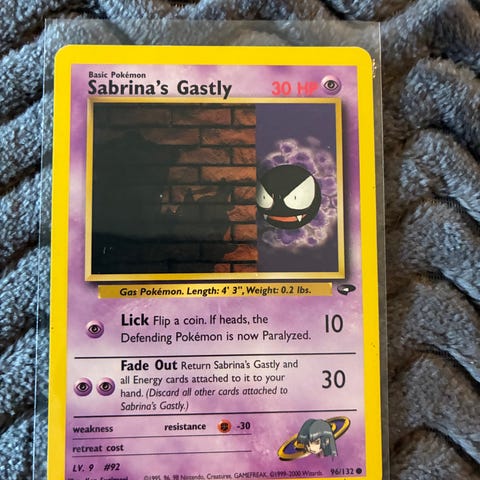 Basic Pokémon
Sabrina's Gastly 30 HP
Gas Pokémon. Length: 4' 3", Weight: 0.2 lbs.
Lick Flip a coin. If heads, the 10
Defending Pokémon is now Paralyzed.
Fade Out Return Sabrina's Gastly and
all Energy cards attached to it to your 30
hand. (Discard all other cards attached to
Sabrina's Gastly.)
weakness resistance -30
retreat cost
LV. 9 #92
©1995, 96, 98 Nintendo, Creatures, GAMEFREAK. ©1999-2000 Wizards. 96/132